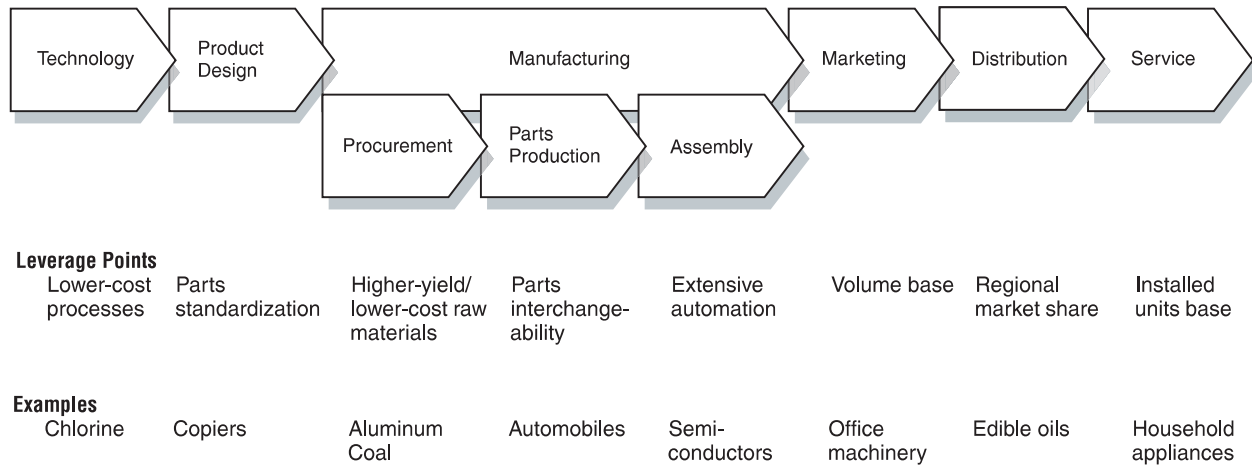 Technology
Product
Design
Manufacturing
Marketing
Distribution
Service
Procurement
Parts
Production
Assembly
Leverage Points
Lower-cost
processes
Parts
standardization
Higher-yield/
lower-cost raw
materials
Parts
interchange-
ability
Extensive
automation
Volume base
Regional
market share
Installed
units base
Examples
Chlorine
Copiers
Aluminum
Coal
Automobiles
Semi-
conductors
Office
machinery
Edible oils
Household
appliances